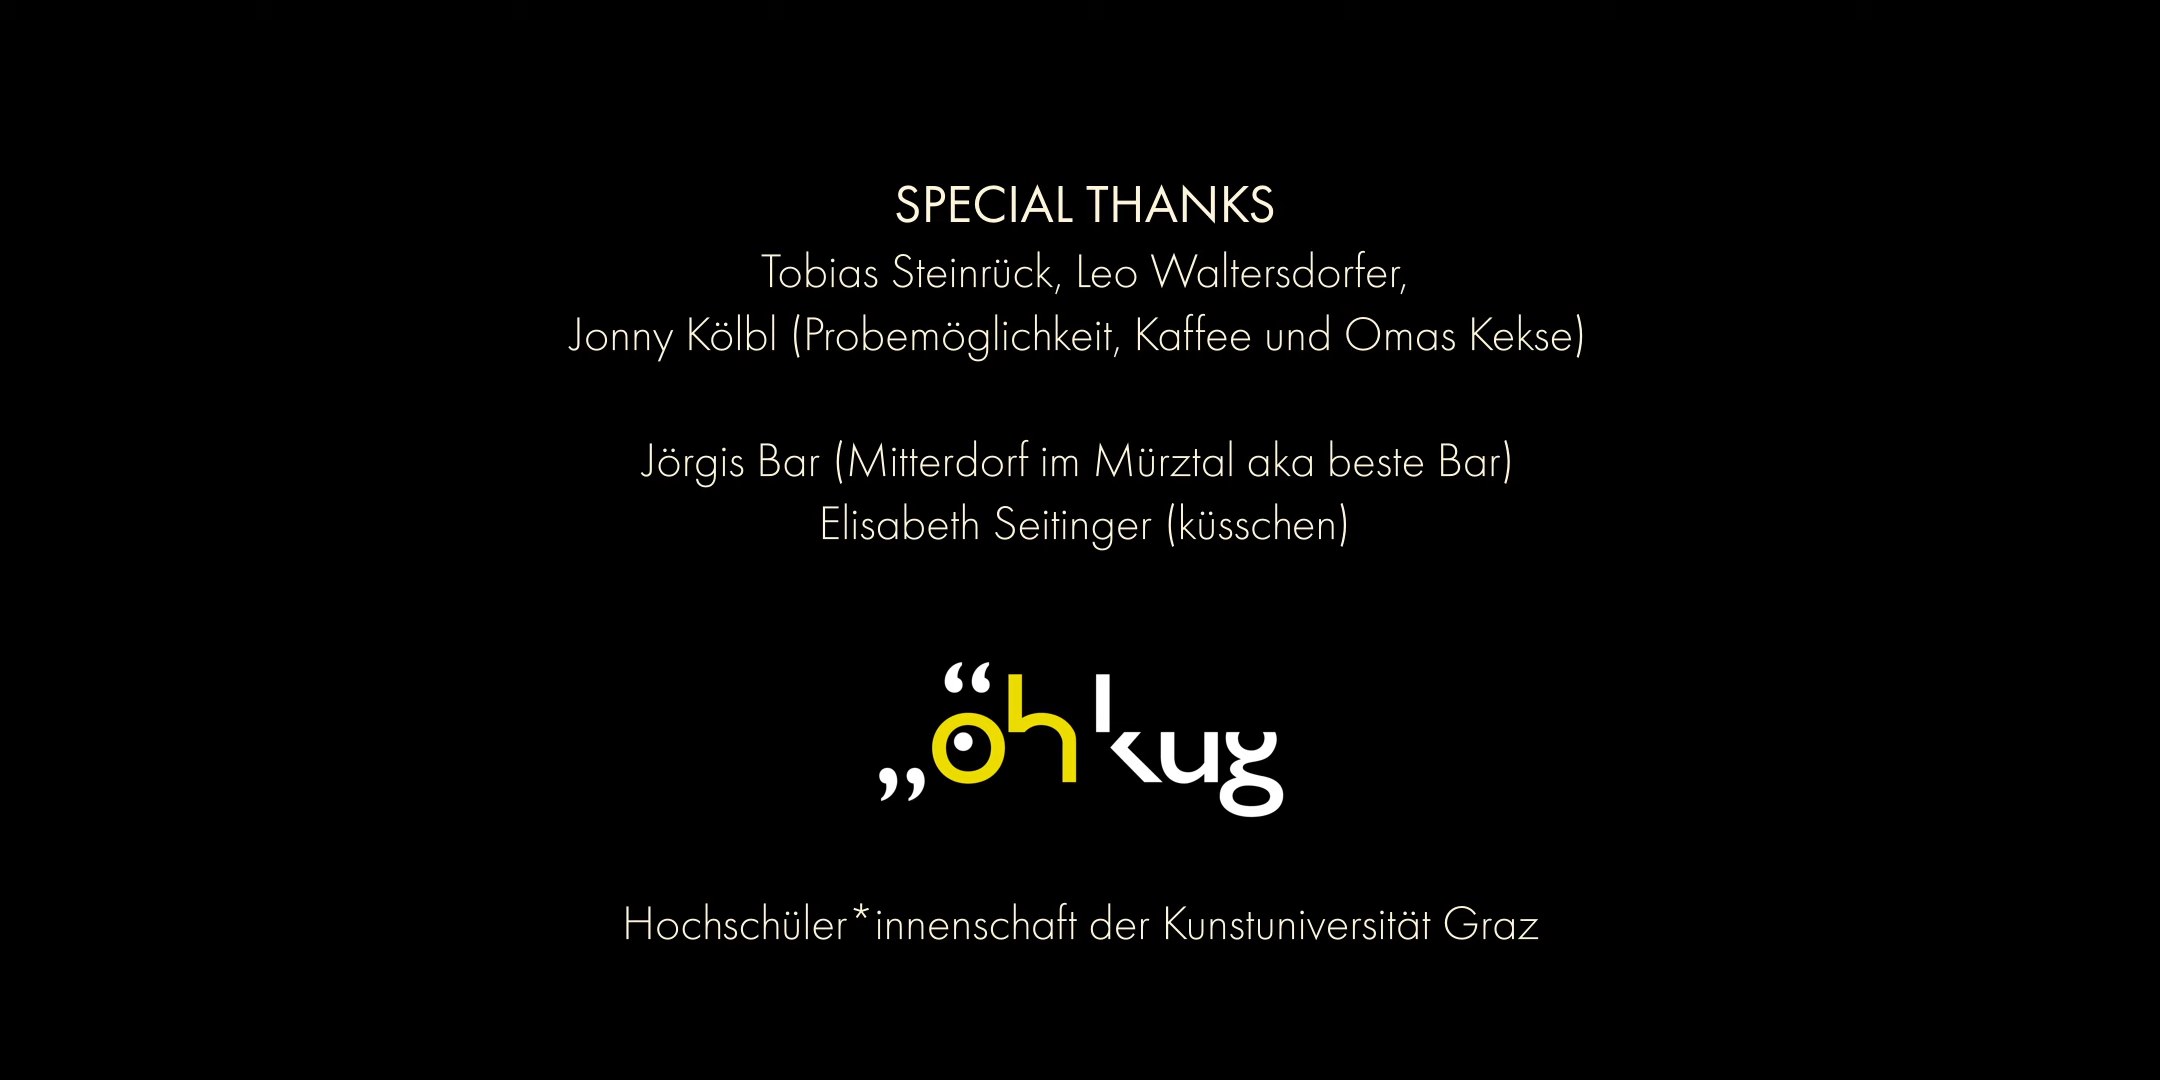 SPECIAL THANKS
Tobias Steinrück, Leo Waltersdorfer,
Jonny Kölbl (Probemöglichkeit, Kaffee und Omas Kekse)
Jörgis Bar (Mitterdorf im Mürztal aka beste Bar)
Elisabeth Seitinger (küsschen)
„öh kug
Hochschüler*innenschaft der Kunstuniversität Graz